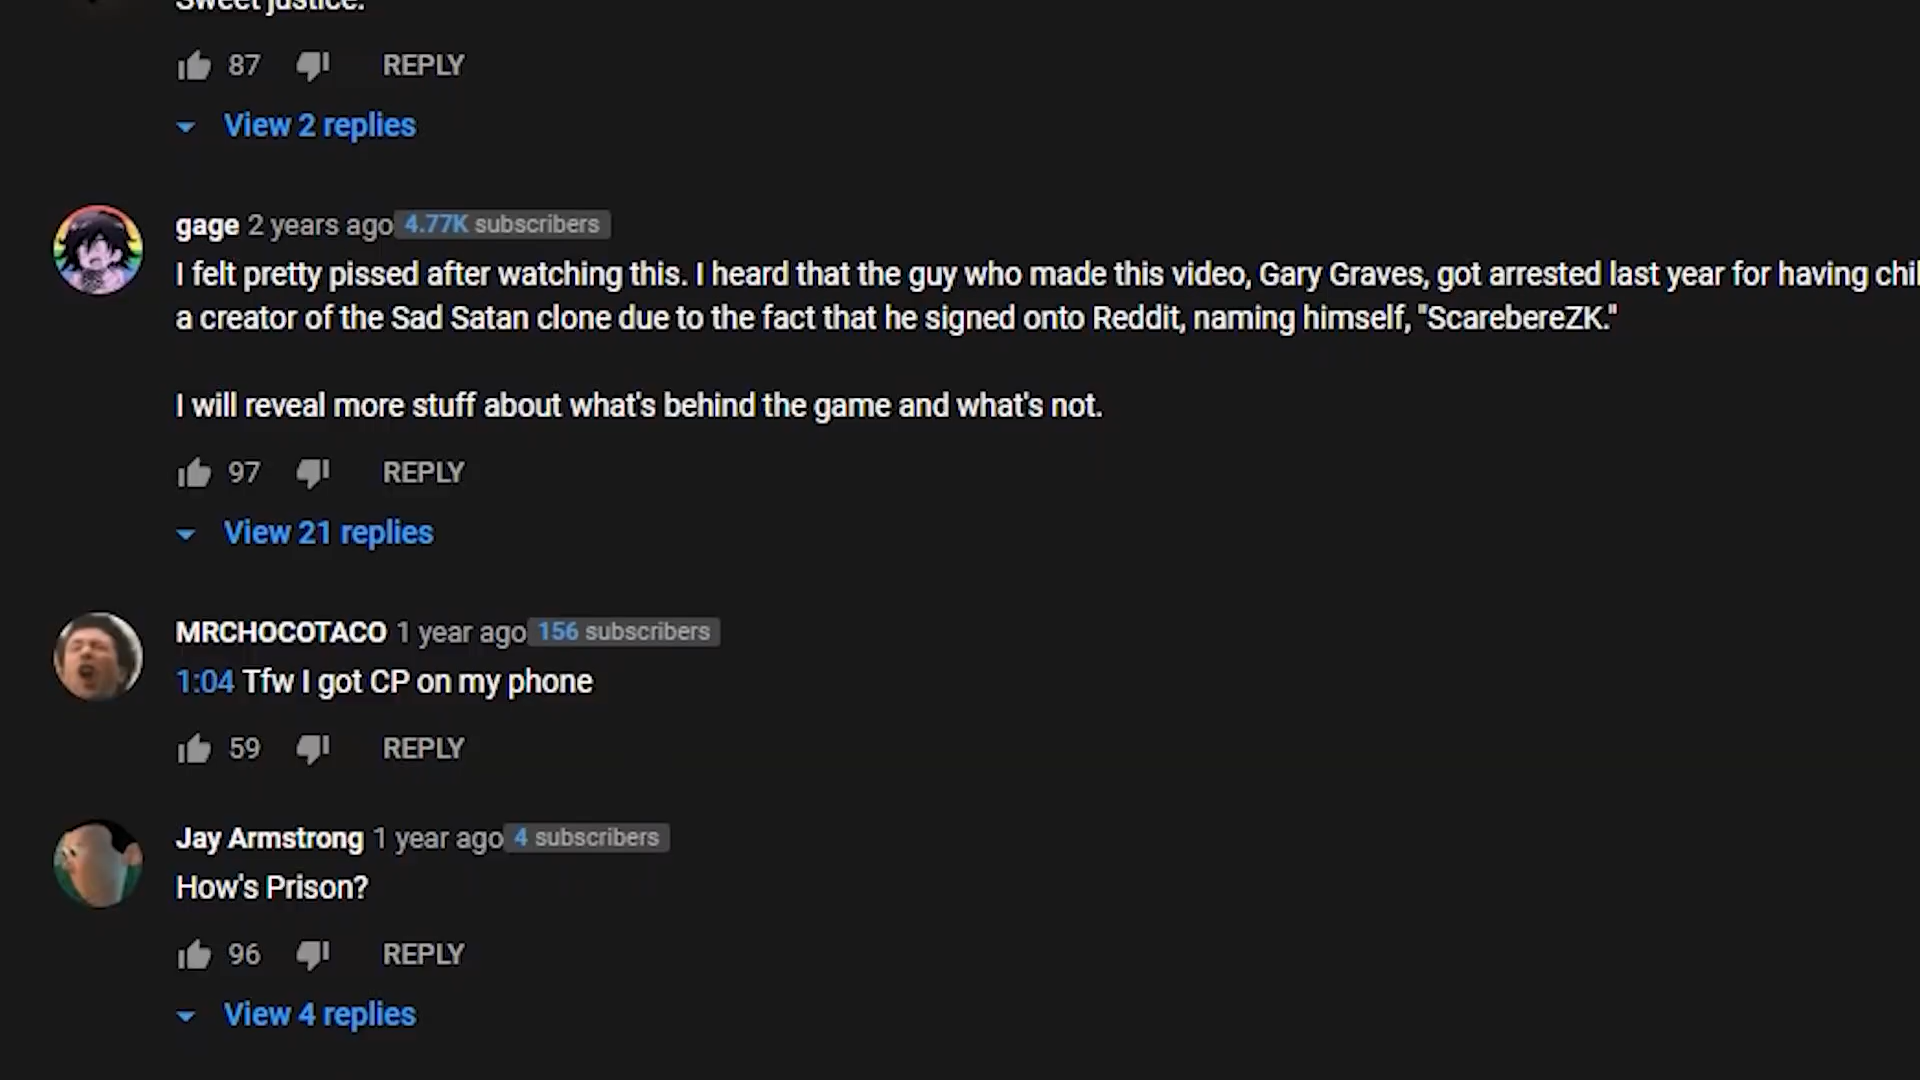 Sweet justice.
87 REPLY
View 2 replies
gage 2 years ago 4.77K subscribers
I felt pretty pissed after watching this. I heard that the guy who made this video, Gary Graves, got arrested last year for having
a creator of the Sad Satan clone due to the fact that he signed onto Reddit, naming himself, "ScarebereZK."
I will reveal more stuff about what's behind the game and what's not.
97 REPLY
View 21 replies
MRCHOCOTACO 1 year ago 156 subscribers
1:04 Tfw I got CP on my phone
59 REPLY
Jay Armstrong 1 year ago 4 subscribers
How's Prison?
96 REPLY
View 4 replies